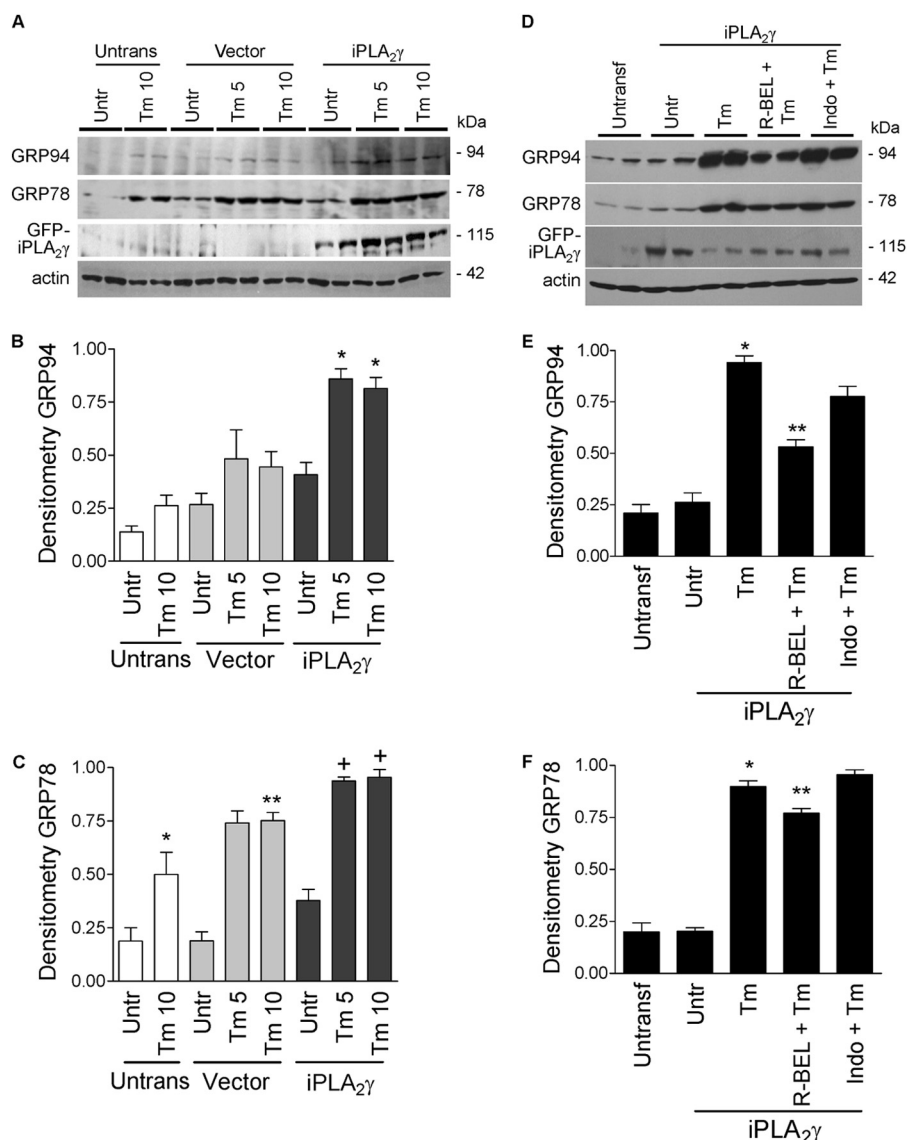 A
Untrans Vector iPLA₂γ
Untr Tm 10 Untr Tm 5 Tm 10 Untr Tm 5 Tm 10
kDa
GRP94 - 94
GRP78 - 78
GFP-
iPLA₂γ - 115
actin - 42
B
Densitometry GRP94
1.00
0.75
0.50
0.25
0.00
* *
Untr Tm 10 Untr Tm 5 Tm 10 Untr Tm 5 Tm 10
Untrans Vector iPLA₂γ
C
Densitometry GRP78
1.00
0.75
0.50
0.25
0.00
* ** + +
Untr Tm 10 Untr Tm 5 Tm 10 Untr Tm 5 Tm 10
Untrans Vector iPLA₂γ
D
iPLA₂γ
Untransf Untr Tm R-BEL + Tm Indo + Tm
kDa
GRP94 - 94
GRP78 - 78
GFP-
iPLA₂γ - 115
actin - 42
E
Densitometry GRP94
1.00
0.75
0.50
0.25
0.00
* **
Untransf Untr Tm R-BEL + Tm Indo + Tm
iPLA₂γ
F
Densitometry GRP78
1.00
0.75
0.50
0.25
0.00
* **
Untransf Untr Tm R-BEL + Tm Indo + Tm
iPLA₂γ